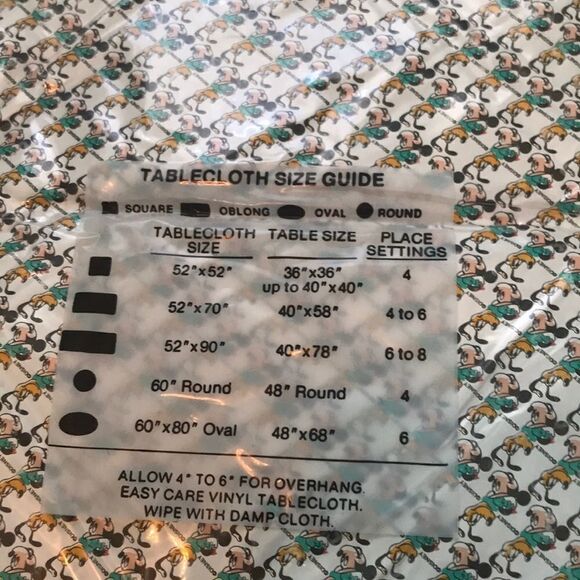 TABLECLOTH SIZE GUIDE
SQUARE OBLONG OVAL ROUND
TABLECLOTH SIZE TABLE SIZE PLACE SETTINGS
52"x52" 36"x36" up to 40"x40" 4
52"x70" 40"x58" 4 to 6
52"x90" 40"x78" 6 to 8
60" Round 48" Round 4
60"x80" Oval 48"x68" 6
ALLOW 4" TO 6" FOR OVERHANG.
EASY CARE VINYL TABLECLOTH.
WIPE WITH DAMP CLOTH.